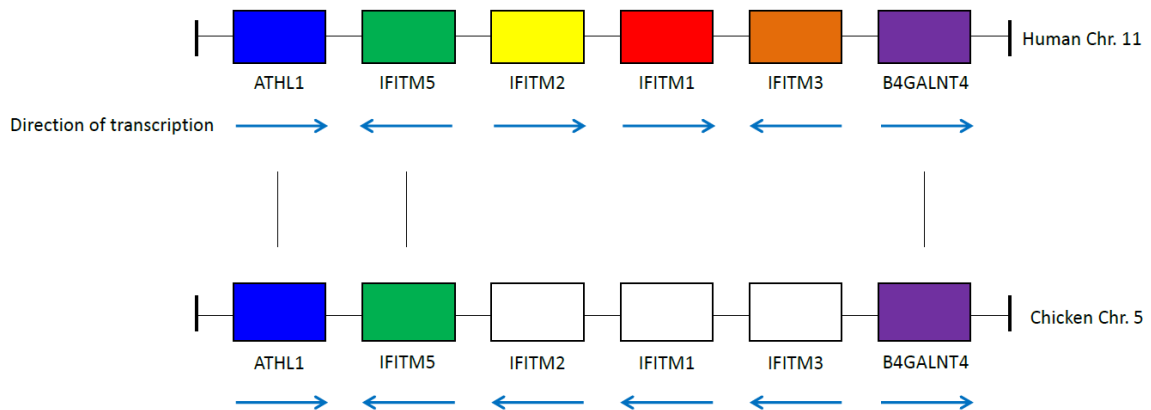 Human Chr. 11
ATHL1 IFITM5 IFITM2 IFITM1 IFITM3 B4GALNT4
Direction of transcription
Chicken Chr. 5
ATHL1 IFITM5 IFITM2 IFITM1 IFITM3 B4GALNT4